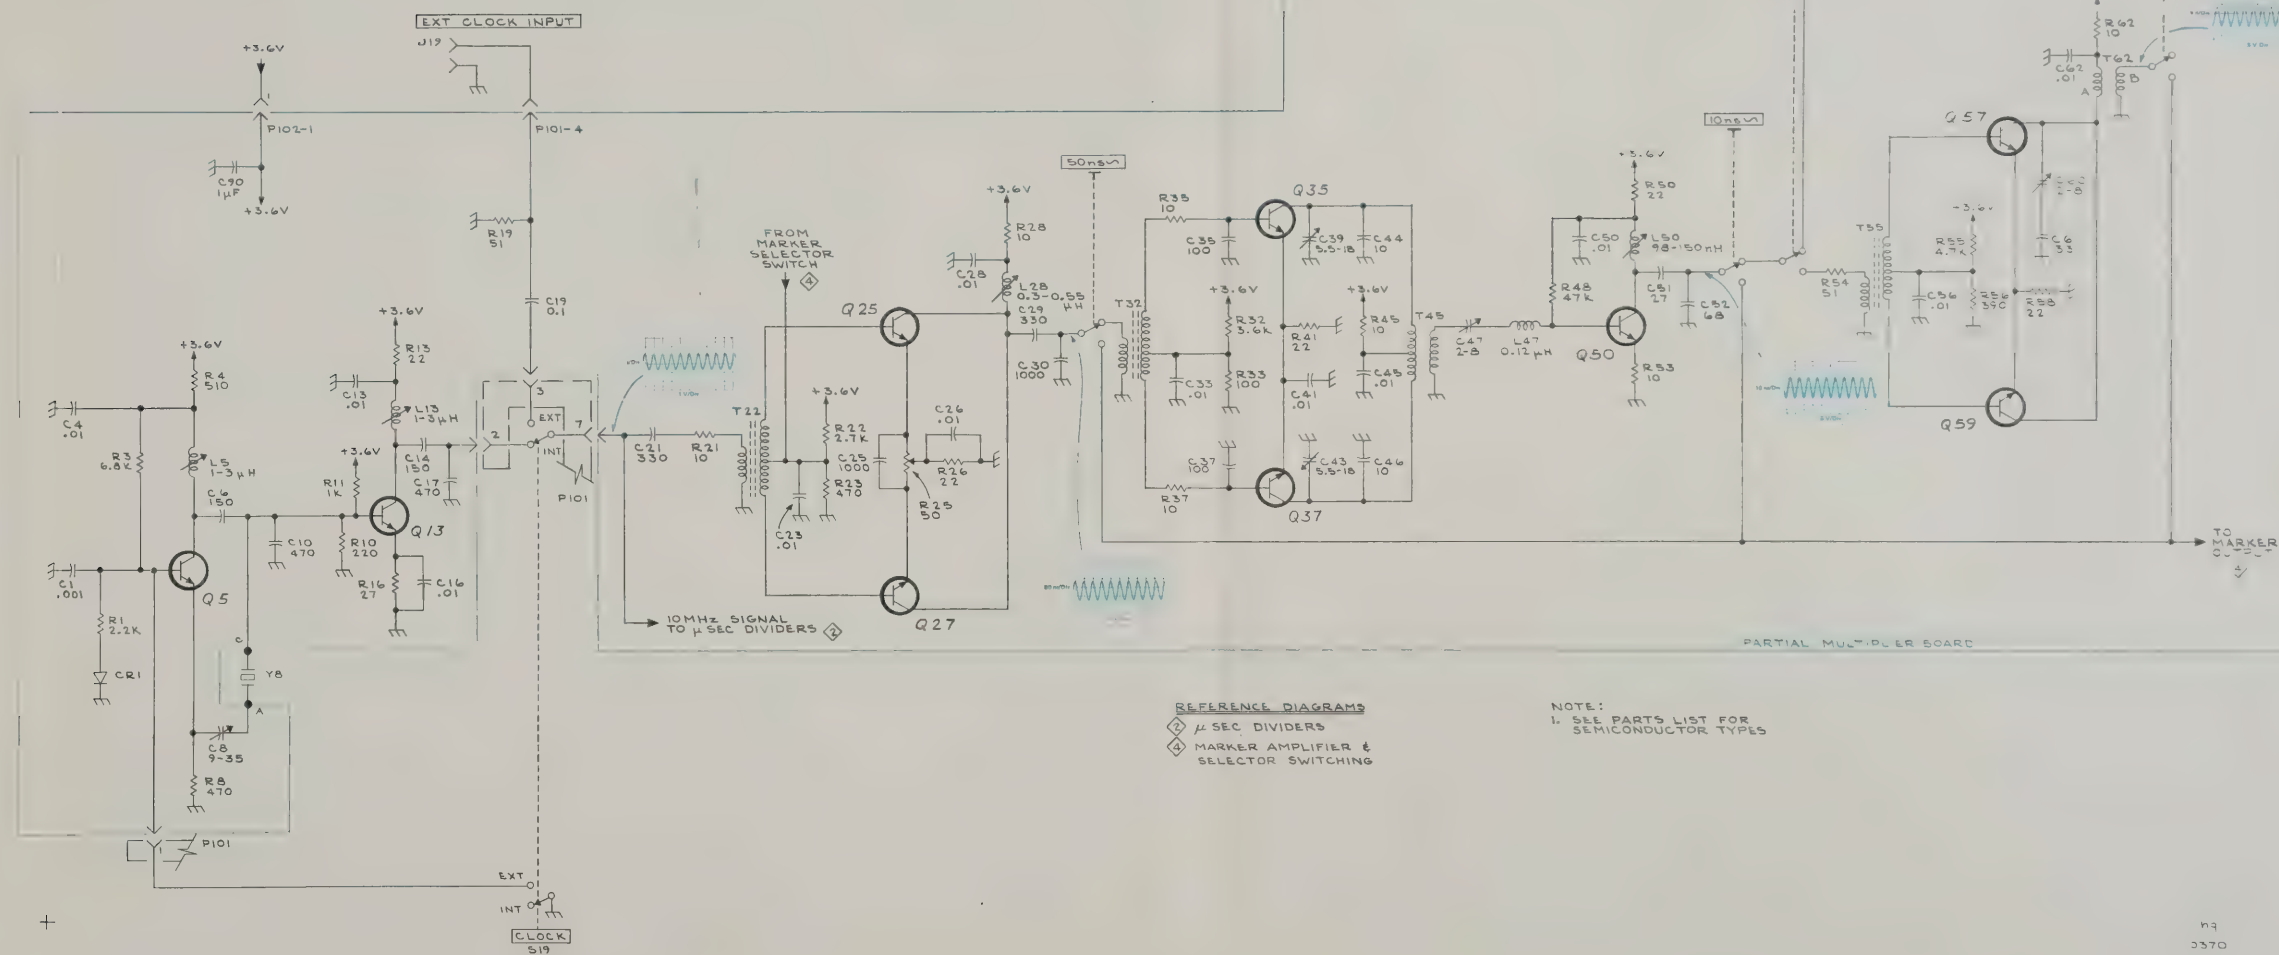 EXT CLOCK INPUT
J19
+3.6V
1
P102-1
C90
1μF
+3.6V
P101-4
R19
51
C19
0.1
+3.6V
R4
510
C4
.01
R3
6.8K
L5
1-3μH
C6
150
C1
.001
R1
2.2K
CR1
Q5
C10
470
C
Y8
A
C8
9-35
R8
470
1
P101
+3.6V
R13
22
C13
.01
L13
1-3μH
+3.6V
R11
1K
R10
220
Q13
C14
150
C17
470
R16
27
C16
.01
2
3
EXT
INT
7
P101
EXT
INT
CLOCK
S19
1V/Div
C21
330
R21
10
T22
10MHz SIGNAL
TO μSEC DIVIDERS 2
FROM
MARKER
SELECTOR
SWITCH
4
Q25
+3.6V
R22
2.7K
R23
470
C23
.01
C25
1000
R25
50
C26
.01
R26
22
Q27
+3.6V
R28
10
C28
.01
L28
0.3-0.55
μH
C29
330
C30
1000
50ns
T32
R35
10
C35
100
+3.6V
R32
3.6K
C33
.01
R33
100
C37
100
R37
10
Q35
C39
5.5-18
C44
10
R41
22
C41
.01
+3.6V
R45
10
C45
.01
C43
5.5-18
C46
10
Q37
T45
C47
2-8
L47
0.12μH
R48
47K
C50
.01
+3.6V
R50
22
L50
98-150nH
Q50
R53
10
C51
27
C52
68
10ns
R54
51
T55
C56
.01
+3.6V
R55
4.7K
R56
390
R58
22
Q57
Q59
R62
10
C62
.01
T62
A
B
TO
MARKER
PARTIAL MULTIPLIER BOARD
REFERENCE DIAGRAMS
2 μSEC DIVIDERS
4 MARKER AMPLIFIER &
SELECTOR SWITCHING
NOTE:
1. SEE PARTS LIST FOR
SEMICONDUCTOR TYPES